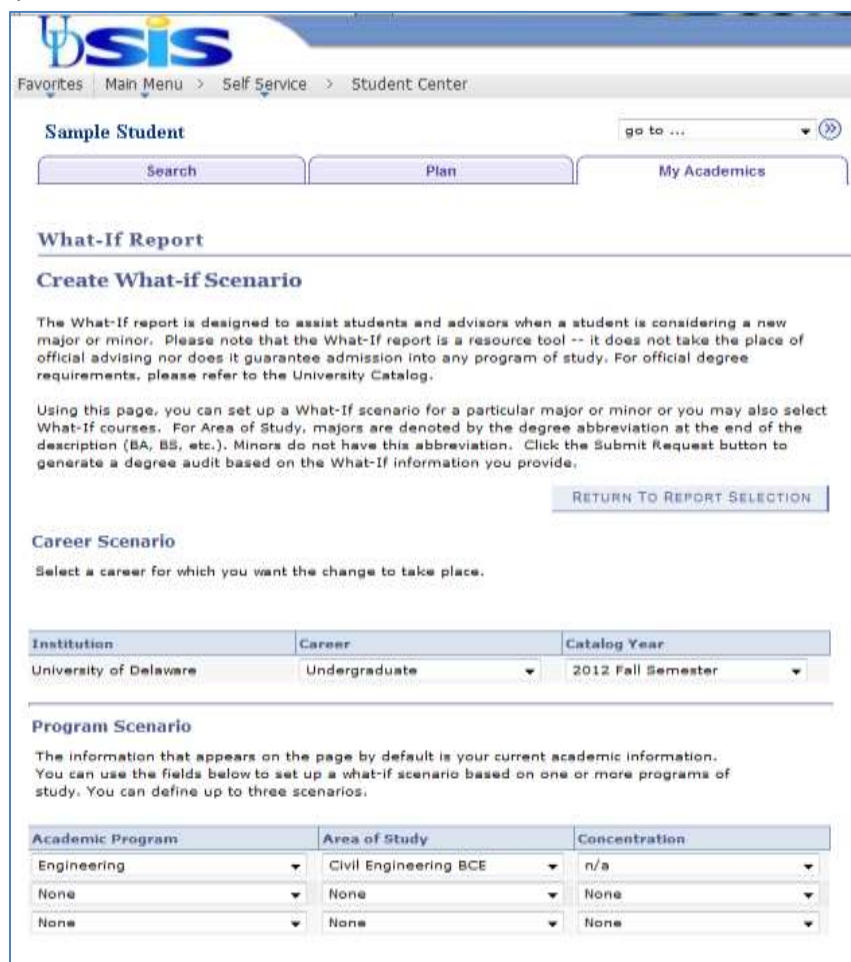 UDSIS
Favorites Main Menu > Self Service > Student Center
Sample Student go to ...
Search Plan My Academics
What-If Report
Create What-if Scenario
The What-If report is designed to assist students and advisors when a student is considering a new
major or minor. Please note that the What-If report is a resource tool -- it does not take the place of
official advising nor does it guarantee admission into any program of study. For official degree
requirements, please refer to the University Catalog.
Using this page, you can set up a What-If scenario for a particular major or minor or you may also select
What-If courses. For Area of Study, majors are denoted by the degree abbreviation at the end of the
description (BA, BS, etc.). Minors do not have this abbreviation. Click the Submit Request button to
generate a degree audit based on the What-If information you provide.
RETURN TO REPORT SELECTION
Career Scenario
Select a career for which you want the change to take place.
Institution Career Catalog Year
University of Delaware Undergraduate 2012 Fall Semester
Program Scenario
The information that appears on the page by default is your current academic information.
You can use the fields below to set up a what-if scenario based on one or more programs of
study. You can define up to three scenarios.
Academic Program Area of Study Concentration
Engineering Civil Engineering BCE n/a
None None None
None None None